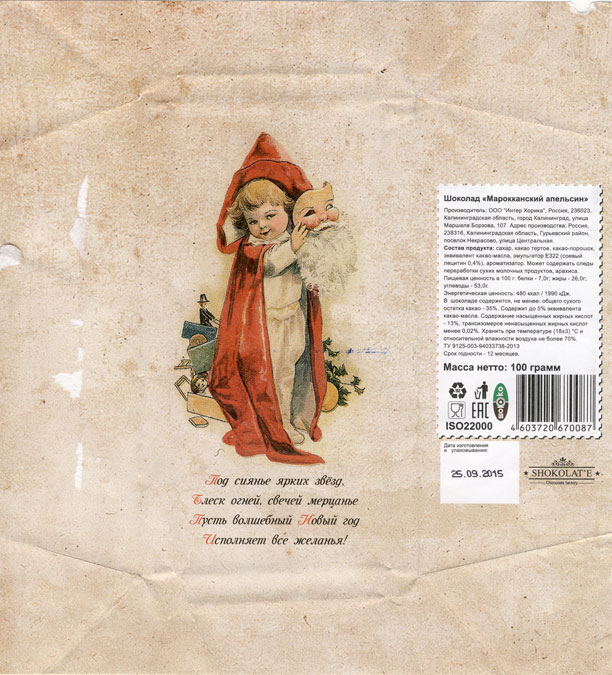 Шоколад «Марокканский апельсин»
Производитель: ООО "Интер Хорика", Россия, 236023,
Калининградская область, город Калининград, улица
Маршала Борзова, 107. Адрес производства: Россия,
238316, Калининградская область, Гурьевский район,
поселок Некрасово, улица Центральная.
Состав продукта: сахар, какао тертое, какао-порошок,
эквивалент какао-масла, эмульгатор Е322 (соевый
лецитин 0,4%), ароматизатор. Может содержать следы
переработки сухих молочных продуктов, арахиса.
Пищевая ценность в 100 г: белки - 7,0г; жиры - 26,0г;
углеводы - 53,0г.
Энергетическая ценность: 480 ккал / 1990 кДж.
В шоколаде содержится, не менее: общего сухого
остатка какао - 35%. Содержит до 5% эквивалента
какао-масла. Содержание насыщенных жирных кислот
- 13%, трансизомеров ненасыщенных жирных кислот
менее 0,02%. Хранить при температуре (18±3) °С и
относительной влажности воздуха не более 70%.
ТУ 9125-003-94033738-2013
Срок годности - 12 месяцев.
Масса нетто: 100 грамм
EAC
ISO22000
4 603720 670087
Дата изготовления
и упаковывания:
25.09.2015
SHOKOLAT'E
Chocolate factory
Под сиянье ярких звёзд,
Блеск огней, свечей мерцанье
Пусть волшебный Новый год
Исполняет все желанья!